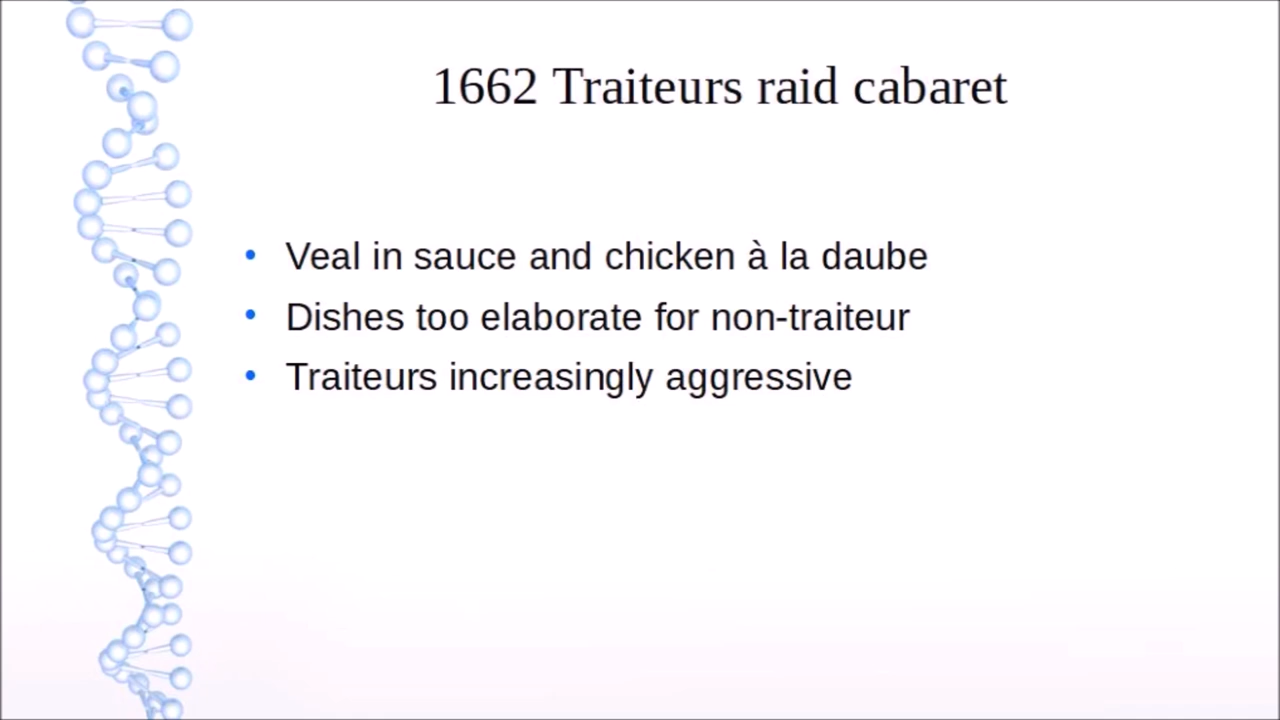 1662 Traiteurs raid cabaret
• Veal in sauce and chicken à la daube
• Dishes too elaborate for non-traiteur
• Traiteurs increasingly aggressive